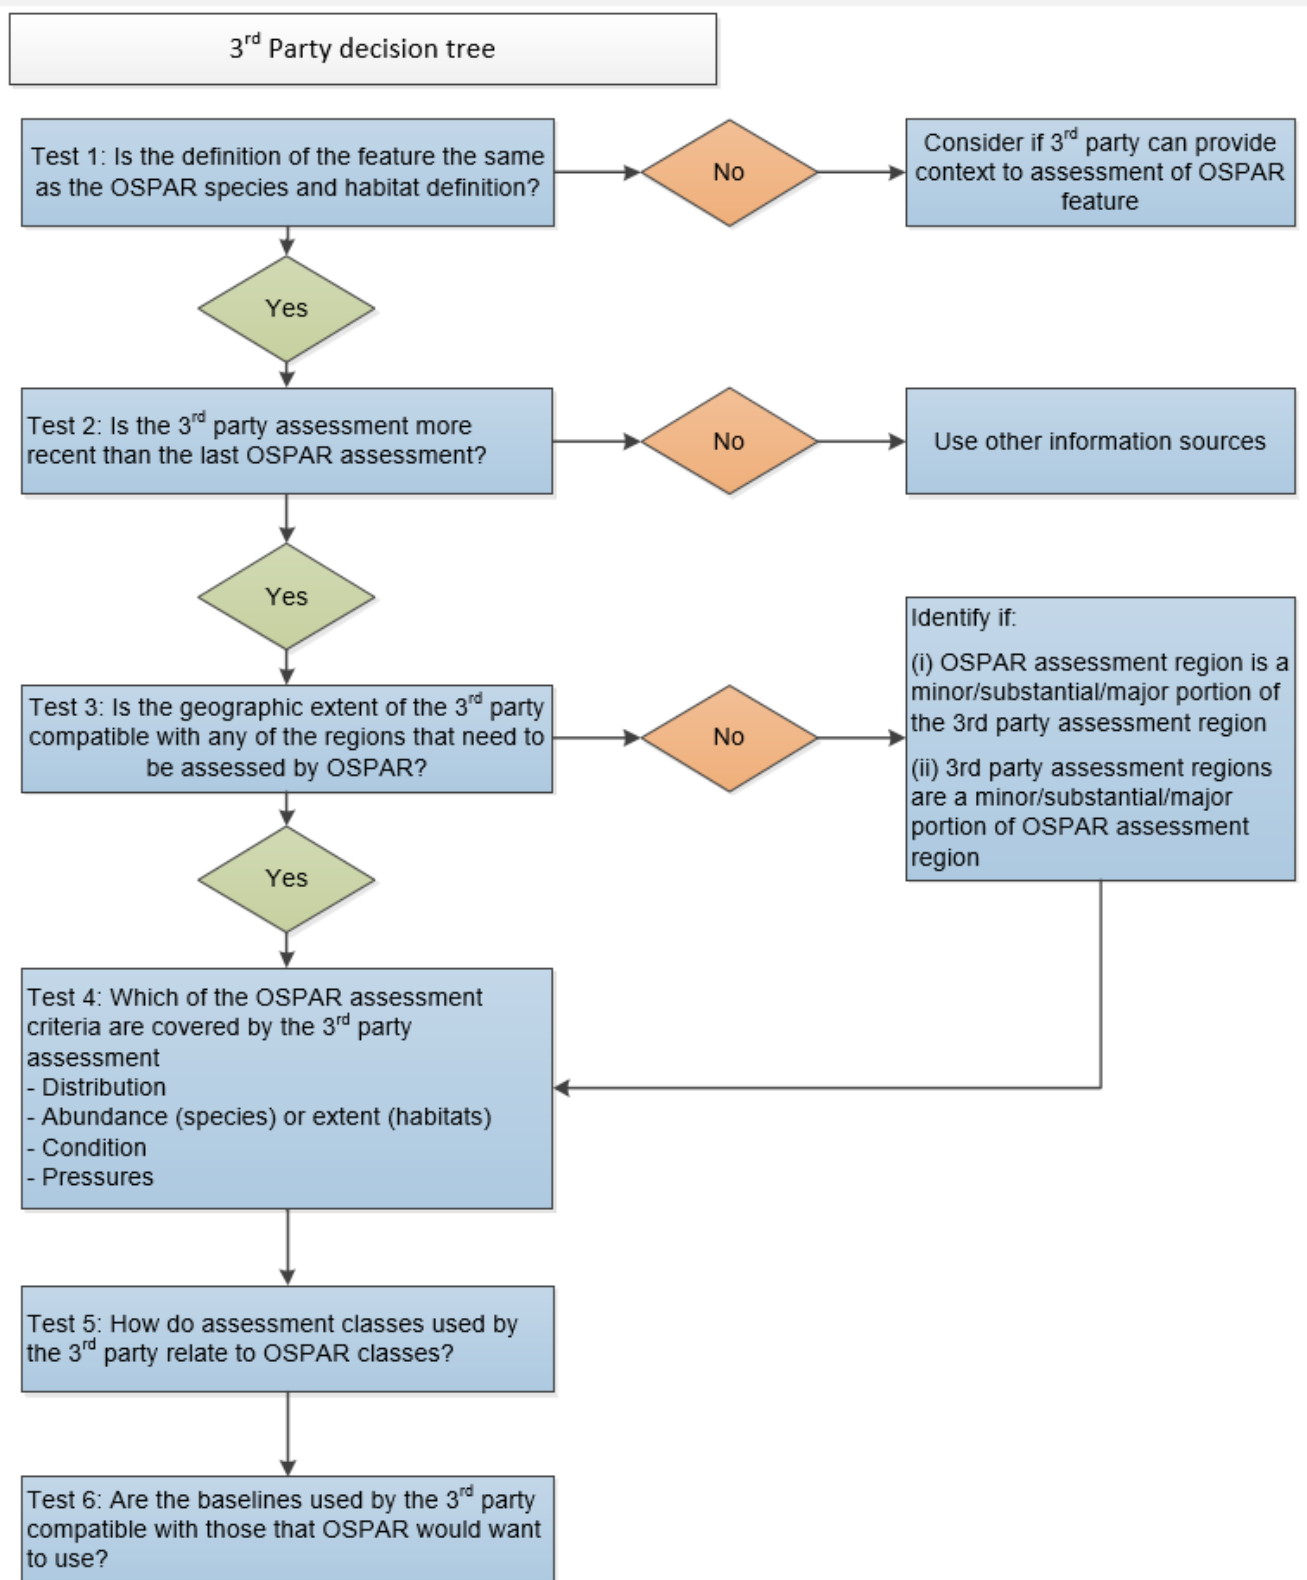 3rd Party decision tree
Test 1: Is the definition of the feature the same
as the OSPAR species and habitat definition?
No
Consider if 3rd party can provide
context to assessment of OSPAR
feature
Yes
Test 2: Is the 3rd party assessment more
recent than the last OSPAR assessment?
No
Use other information sources
Yes
Test 3: Is the geographic extent of the 3rd party
compatible with any of the regions that need to
be assessed by OSPAR?
No
Identify if:
(i) OSPAR assessment region is a
minor/substantial/major portion of
the 3rd party assessment region
(ii) 3rd party assessment regions
are a minor/substantial/major
portion of OSPAR assessment
region
Yes
Test 4: Which of the OSPAR assessment
criteria are covered by the 3rd party
assessment
- Distribution
- Abundance (species) or extent (habitats)
- Condition
- Pressures
Test 5: How do assessment classes used by
the 3rd party relate to OSPAR classes?
Test 6: Are the baselines used by the 3rd party
compatible with those that OSPAR would want
to use?